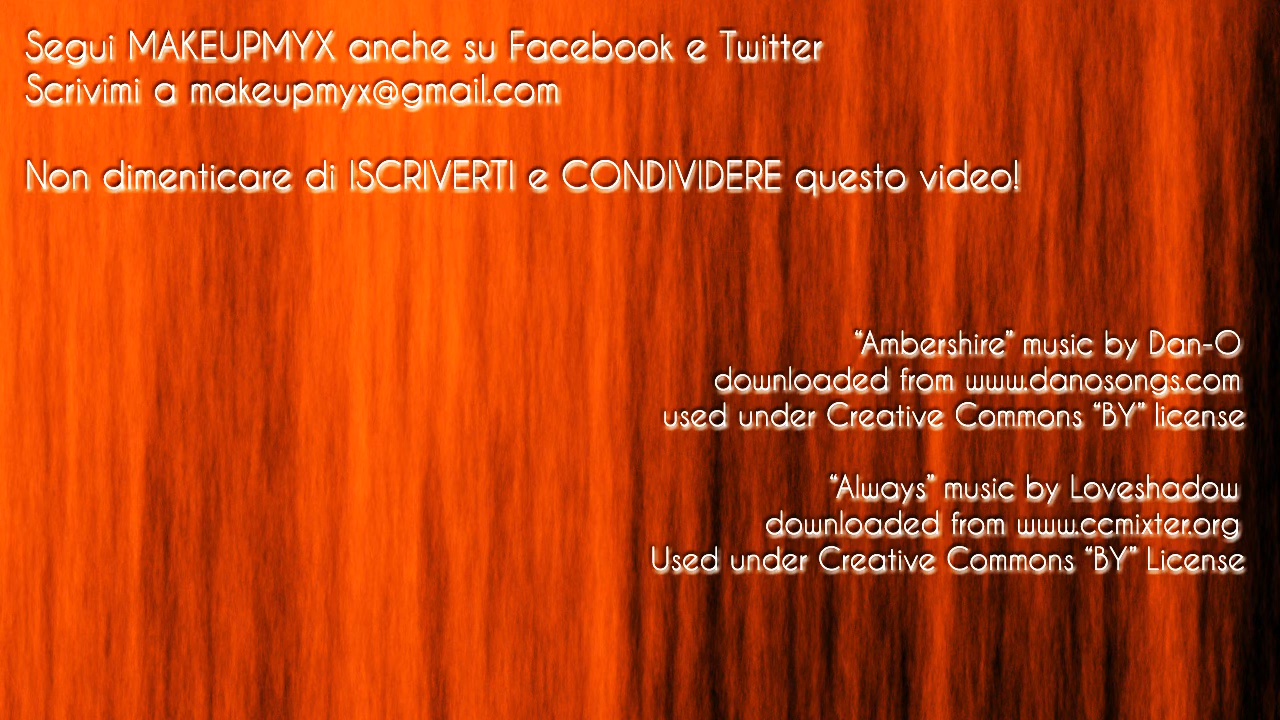 Segui MAKEUPMYX anche su Facebook e Twitter
Scrivimi a makeupmyx@gmail.com
Non dimenticare di ISCRIVERTI e CONDIVIDERE questo video!
“Ambershire” music by Dan-O
downloaded from www.danosongs.com
used under Creative Commons “BY” license
“Always” music by Loveshadow
downloaded from www.ccmixter.org
Used under Creative Commons “BY” License